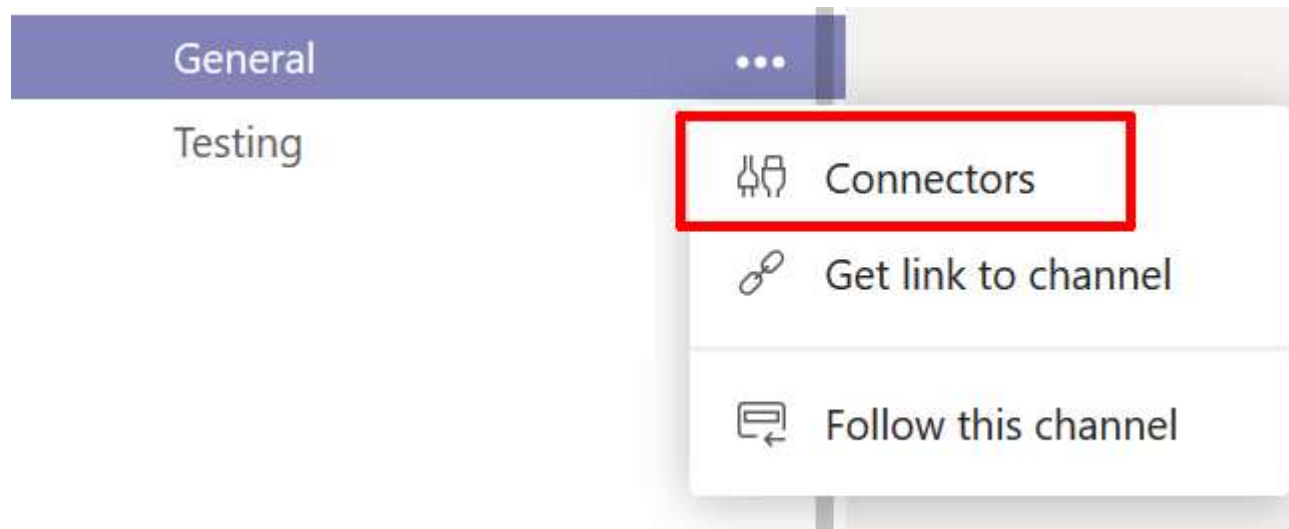 General
Testing
Connectors
Get link to channel
Follow this channel